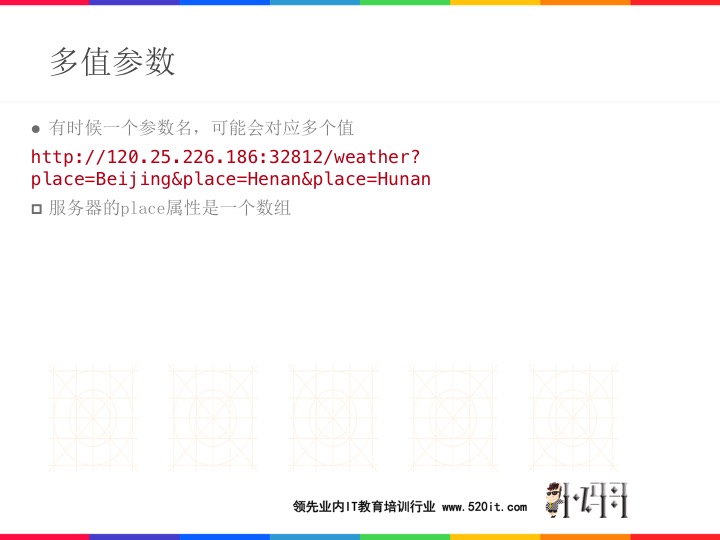 多值参数
有时候一个参数名，可能会对应多个值
http://120.25.226.186:32812/weather?
place=Beijing&place=Henan&place=Hunan
服务器的place属性是一个数组
领先业内IT教育培训行业 www.520it.com
小码哥